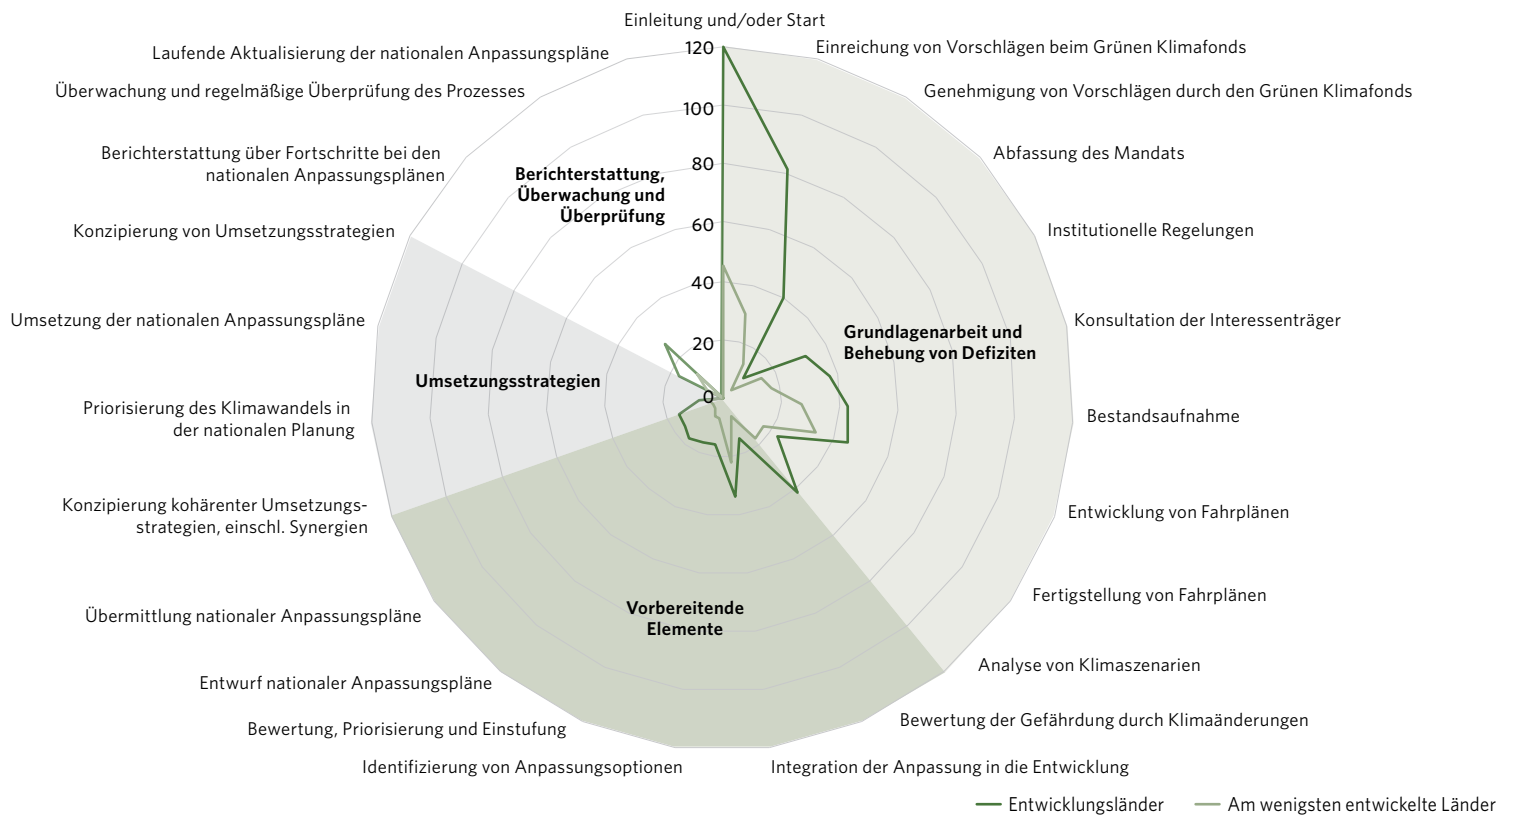 Einleitung und/oder Start
Einreichung von Vorschlägen beim Grünen Klimafonds
Genehmigung von Vorschlägen durch den Grünen Klimafonds
Abfassung des Mandats
Institutionelle Regelungen
Konsultation der Interessenträger
Bestandsaufnahme
Entwicklung von Fahrplänen
Fertigstellung von Fahrplänen
Analyse von Klimaszenarien
Bewertung der Gefährdung durch Klimaänderungen
Integration der Anpassung in die Entwicklung
Identifizierung von Anpassungsoptionen
Bewertung, Priorisierung und Einstufung
Entwurf nationaler Anpassungspläne
Übermittlung nationaler Anpassungspläne
Konzipierung kohärenter Umsetzungs-
strategien, einschl. Synergien
Priorisierung des Klimawandels in
der nationalen Planung
Umsetzung der nationalen Anpassungspläne
Konzipierung von Umsetzungsstrategien
Berichterstattung über Fortschritte bei den
nationalen Anpassungsplänen
Überwachung und regelmäßige Überprüfung des Prozesses
Laufende Aktualisierung der nationalen Anpassungspläne
120
100
80
60
40
20
0
Berichterstattung,
Überwachung und
Überprüfung
Grundlagenarbeit und
Behebung von Defiziten
Umsetzungsstrategien
Vorbereitende
Elemente
Entwicklungsländer
Am wenigsten entwickelte Länder